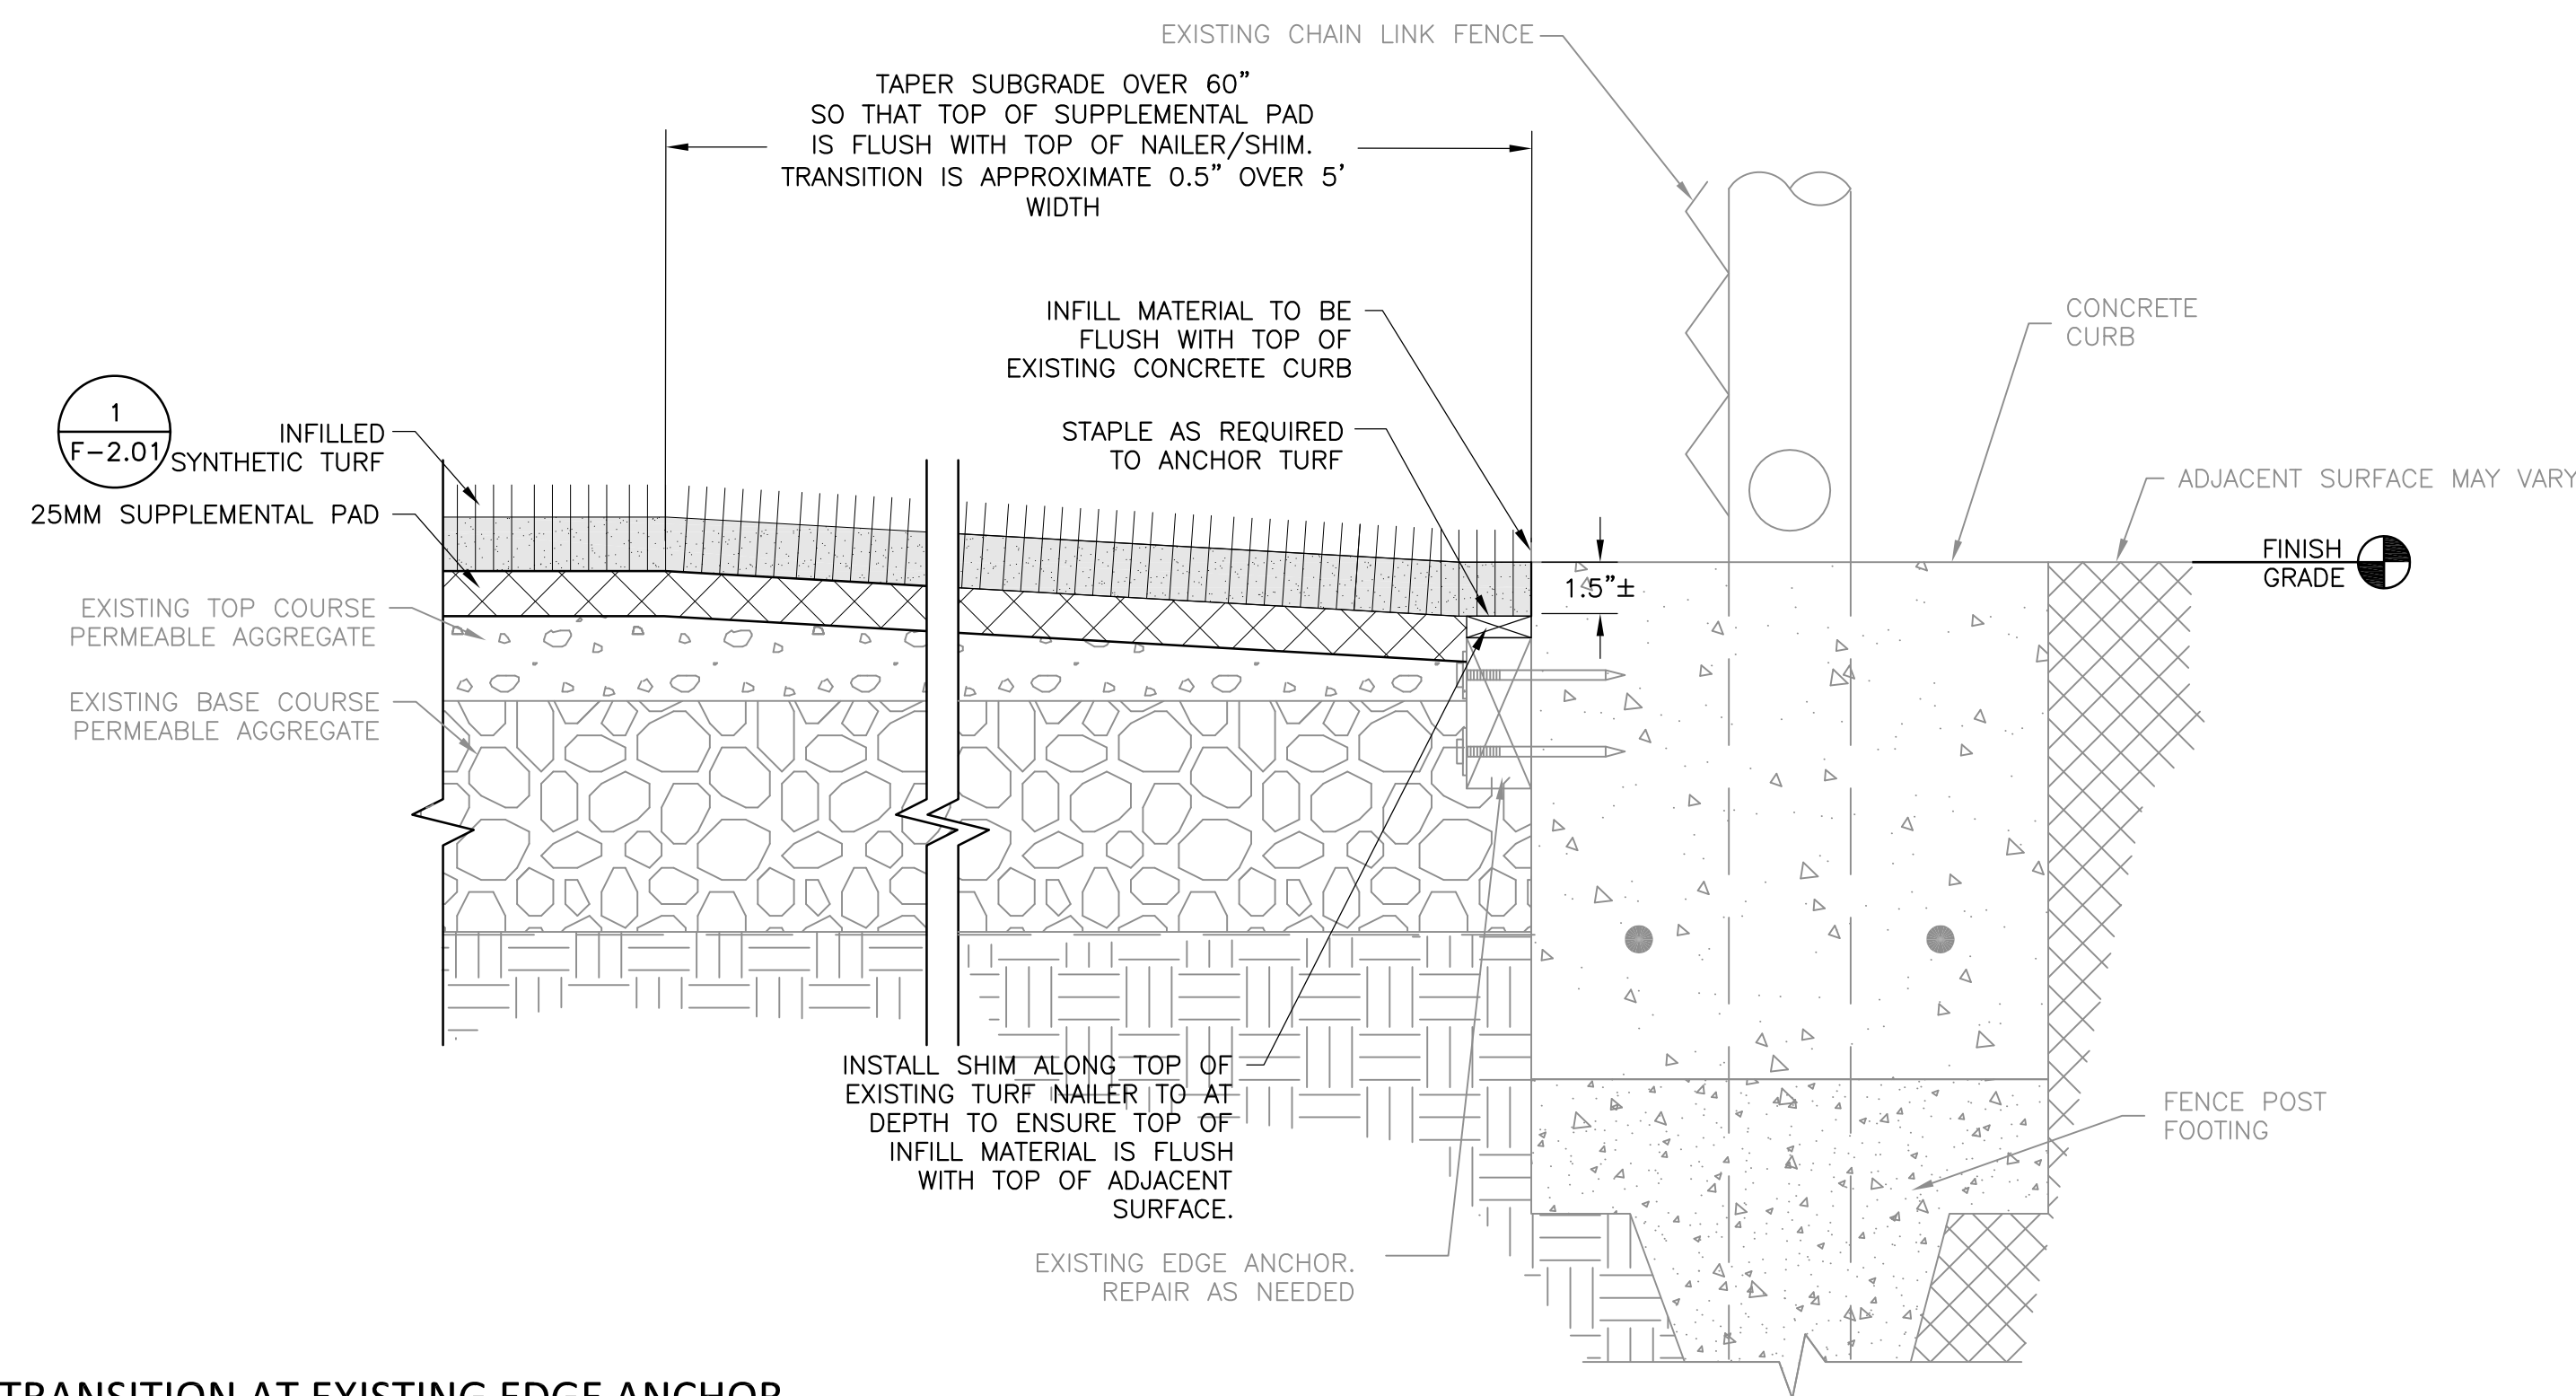 EXISTING CHAIN LINK FENCE
TAPER SUBGRADE OVER 60”
SO THAT TOP OF SUPPLEMENTAL PAD
IS FLUSH WITH TOP OF NAILER/SHIM.
TRANSITION IS APPROXIMATE 0.5” OVER 5’
WIDTH
INFILL MATERIAL TO BE
FLUSH WITH TOP OF
EXISTING CONCRETE CURB
CONCRETE
CURB
1
F-2.01
INFILLED
SYNTHETIC TURF
STAPLE AS REQUIRED
TO ANCHOR TURF
ADJACENT SURFACE MAY VARY
25MM SUPPLEMENTAL PAD
FINISH
GRADE
1.5”±
EXISTING TOP COURSE
PERMEABLE AGGREGATE
EXISTING BASE COURSE
PERMEABLE AGGREGATE
INSTALL SHIM ALONG TOP OF
EXISTING TURF NAILER TO AT
DEPTH TO ENSURE TOP OF
INFILL MATERIAL IS FLUSH
WITH TOP OF ADJACENT
SURFACE.
FENCE POST
FOOTING
EXISTING EDGE ANCHOR.
REPAIR AS NEEDED
TRANSITION AT EXISTING EDGE ANCHOR